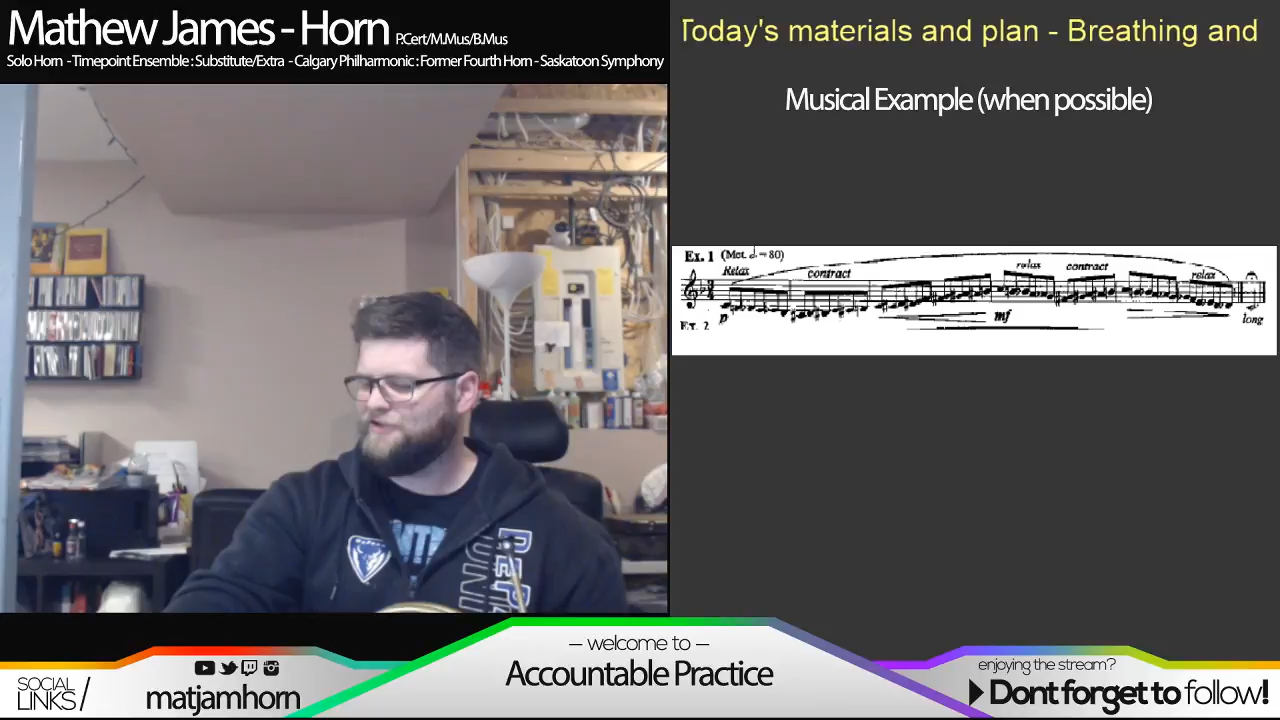 Mathew James - Horn P.Cert/M.Mus/B.Mus
Solo Horn - Timepoint Ensemble : Substitute/Extra - Calgary Philharmonic : Former Fourth Horn - Saskatoon Symphony
Today's materials and plan - Breathing and
Musical Example (when possible)
Ex. 1 (Met. = 80)
Relax contract relax contract relax
p mf long
Ex. 2
DEP
UNI
— welcome to —
Accountable Practice
SOCIAL
LINKS /
matjamhorn
enjoying the stream?
Dont forget to follow!